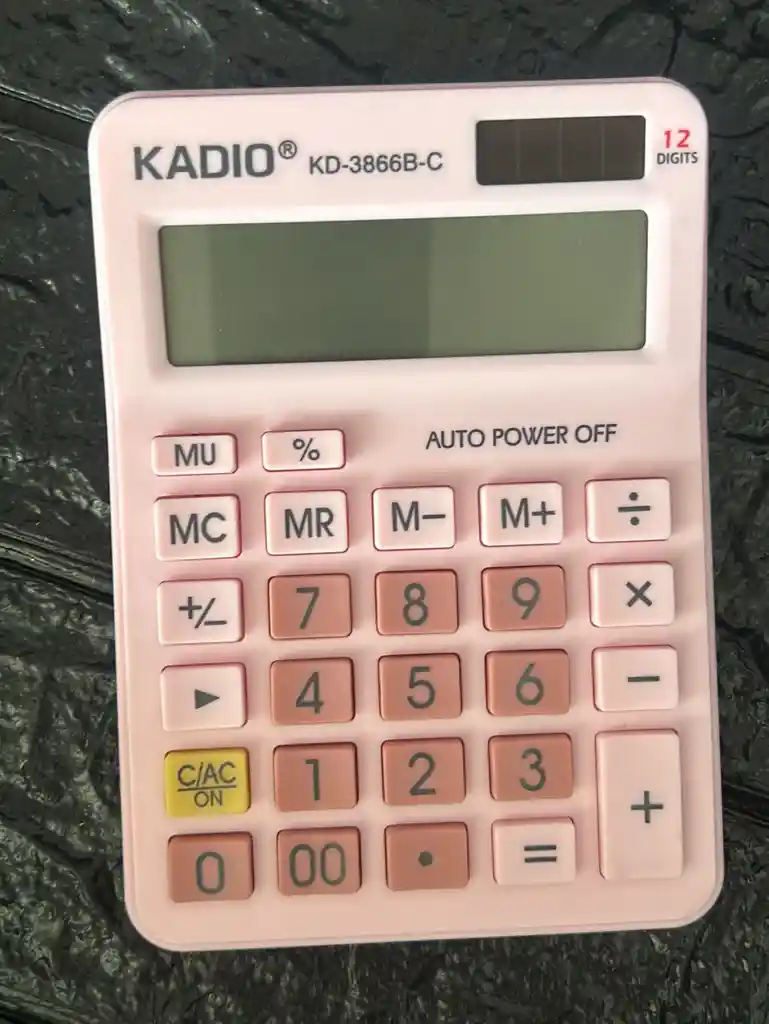 KADIO® KD-3866B-C 12 DIGITS
MU % AUTO POWER OFF
MC MR M− M+ ÷
+/− 7 8 9 ×
▶ 4 5 6 −
C/AC ON 1 2 3 +
0 00 • =